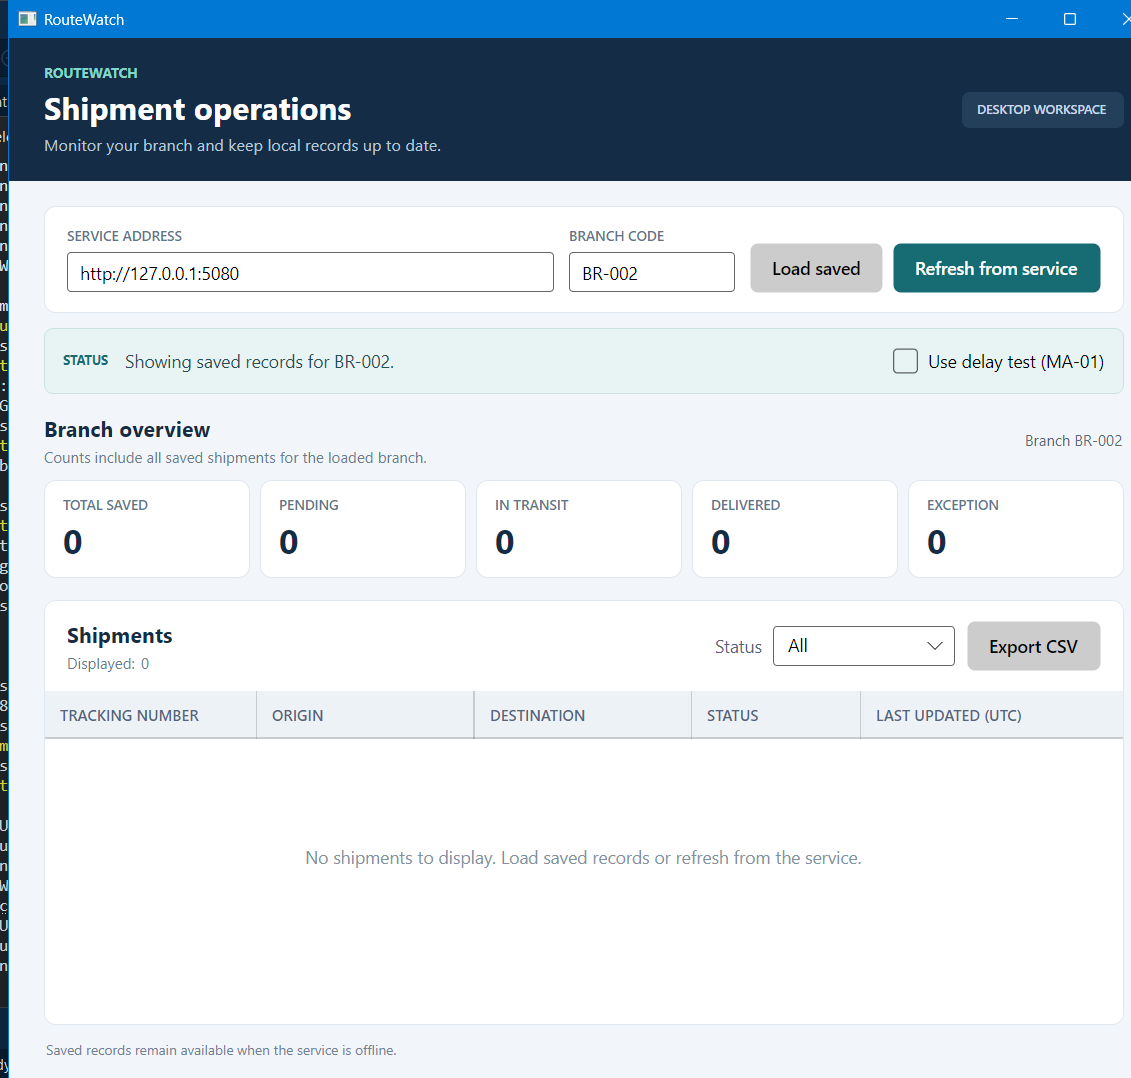 RouteWatch
ROUTEWATCH
Shipment operations
Monitor your branch and keep local records up to date.
DESKTOP WORKSPACE
SERVICE ADDRESS
BRANCH CODE
http://127.0.0.1:5080
BR-002
Load saved
Refresh from service
STATUS
Showing saved records for BR-002.
Use delay test (MA-01)
Branch overview
Counts include all saved shipments for the loaded branch.
Branch BR-002
TOTAL SAVED
PENDING
IN TRANSIT
DELIVERED
EXCEPTION
0
0
0
0
0
Shipments
Displayed: 0
Status
All
Export CSV
TRACKING NUMBER
ORIGIN
DESTINATION
STATUS
LAST UPDATED (UTC)
No shipments to display. Load saved records or refresh from the service.
Saved records remain available when the service is offline.